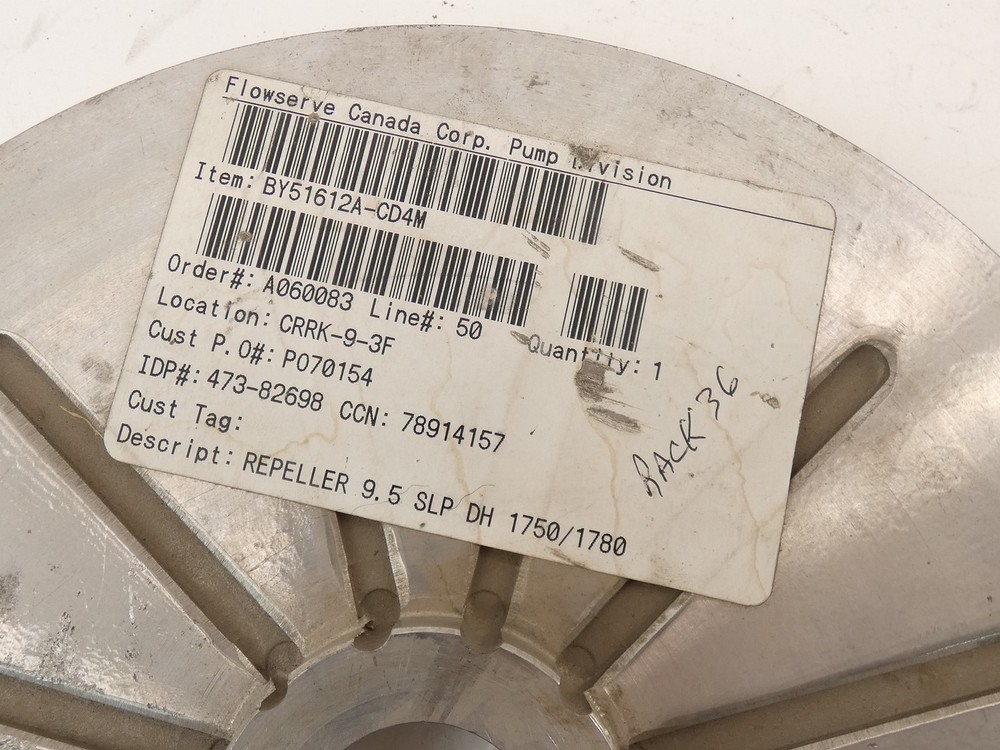 Flowserve Canada Corp. Pump Division
Item: BY51612A-CD4M
Order#: A060083 Line#: 50 Quantity: 1
Location: CRRK-9-3F
Cust P.O#: P070154
IDP#: 473-82698 CCN: 78914157
Cust Tag:
Descript: REPELLER 9.5 SLP DH 1750/1780
BACK 36